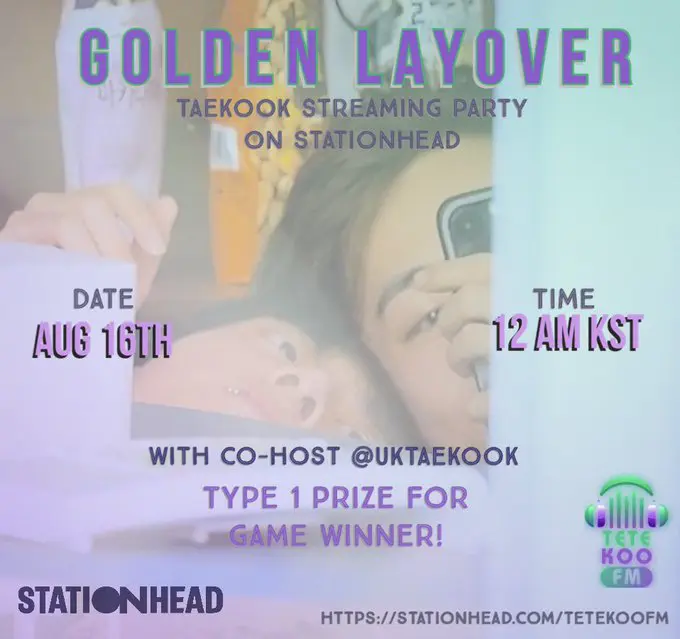 GOLDEN LAYOVER
TAEKOOK STREAMING PARTY
ON STATIONHEAD
DATE
AUG 16TH
TIME
12 AM KST
WITH CO-HOST @UKTAEKOOK
TYPE 1 PRIZE FOR
GAME WINNER!
TETE
KOO
FM
STATIONHEAD
HTTPS://STATIONHEAD.COM/TETEKOOFM